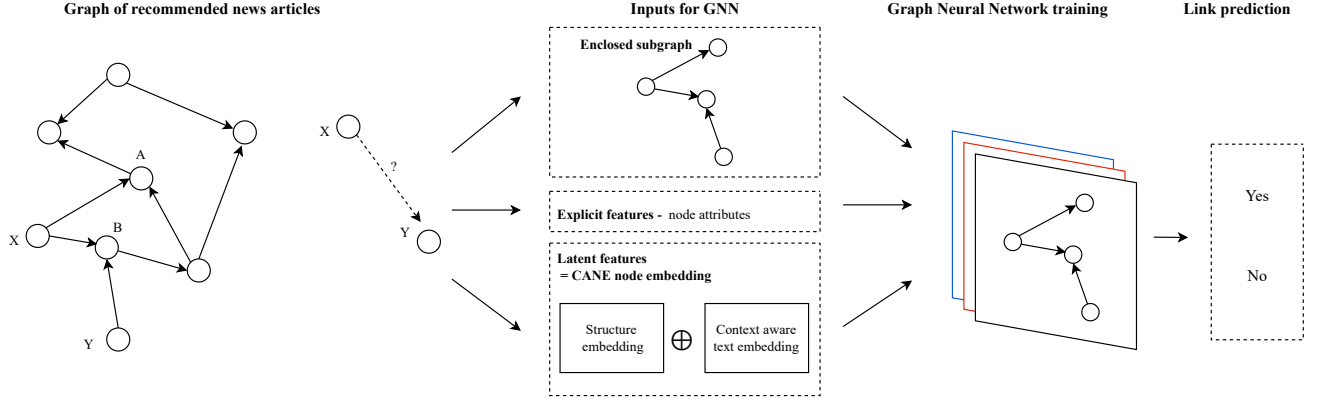 Graph of recommended news articles
Inputs for GNN
Graph Neural Network training
Link prediction
A
X
B
Y
X
?
Y
Enclosed subgraph
Explicit features - node attributes
Latent features
= CANE node embedding
Structure
embedding
⊕
Context aware
text embedding
Yes
No